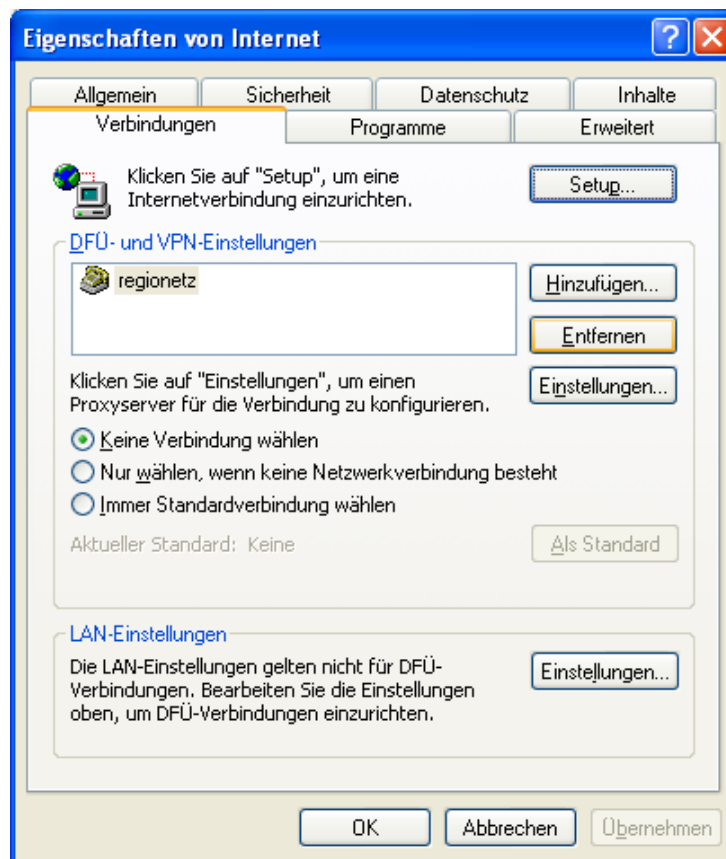 Eigenschaften von Internet
Allgemein Sicherheit Datenschutz Inhalte
Verbindungen Programme Erweitert
Klicken Sie auf "Setup", um eine
Internetverbindung einzurichten.
Setup...
DFÜ- und VPN-Einstellungen
regionetz
Hinzufügen...
Entfernen
Klicken Sie auf "Einstellungen", um einen
Proxyserver für die Verbindung zu konfigurieren.
Einstellungen...
Keine Verbindung wählen
Nur wählen, wenn keine Netzwerkverbindung besteht
Immer Standardverbindung wählen
Aktueller Standard: Keine
Als Standard
LAN-Einstellungen
Die LAN-Einstellungen gelten nicht für DFÜ-
Verbindungen. Bearbeiten Sie die Einstellungen
oben, um DFÜ-Verbindungen einzurichten.
Einstellungen...
OK Abbrechen Übernehmen